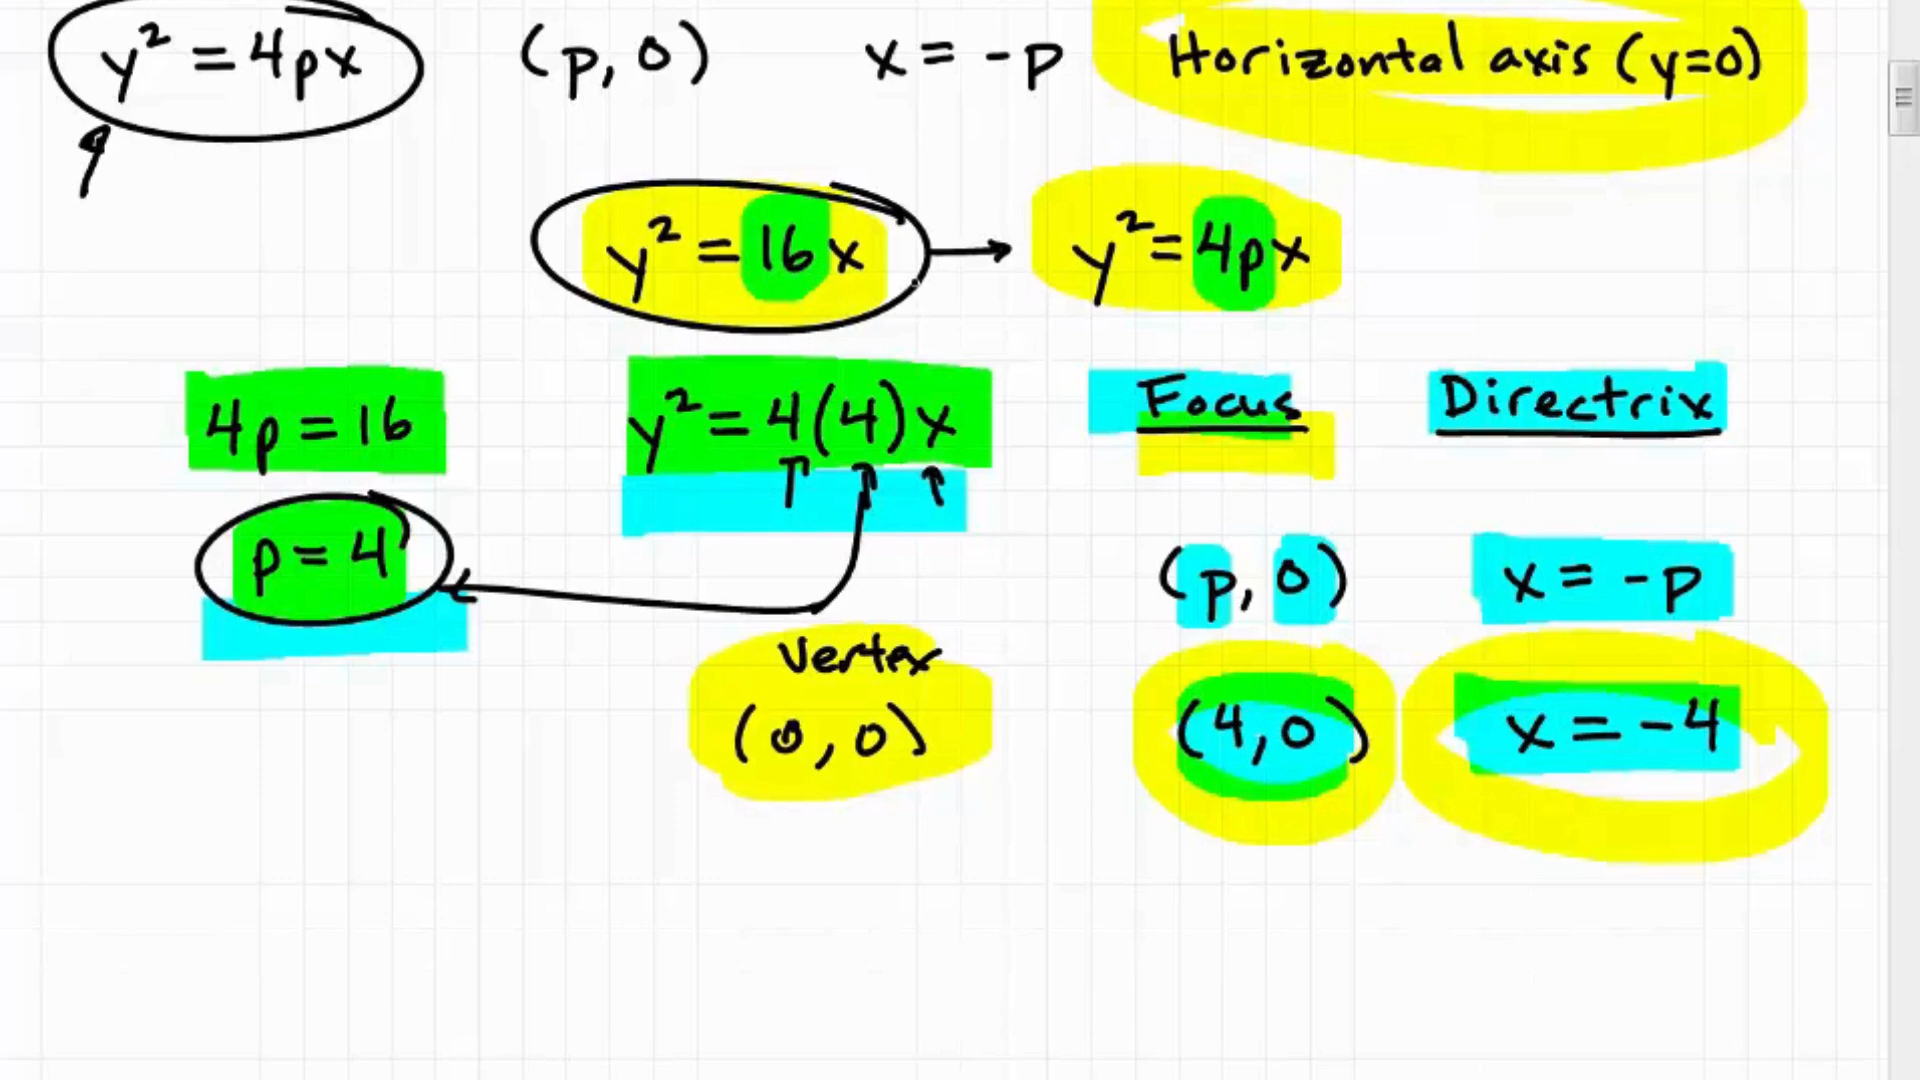 y² = 4px (p, 0) x = -p Horizontal axis (y=0)
y² = 16x → y² = 4px
4p = 16 y² = 4(4)x Focus Directrix
p = 4 (p, 0) x = -p
Vertex
(0, 0) (4, 0) x = -4